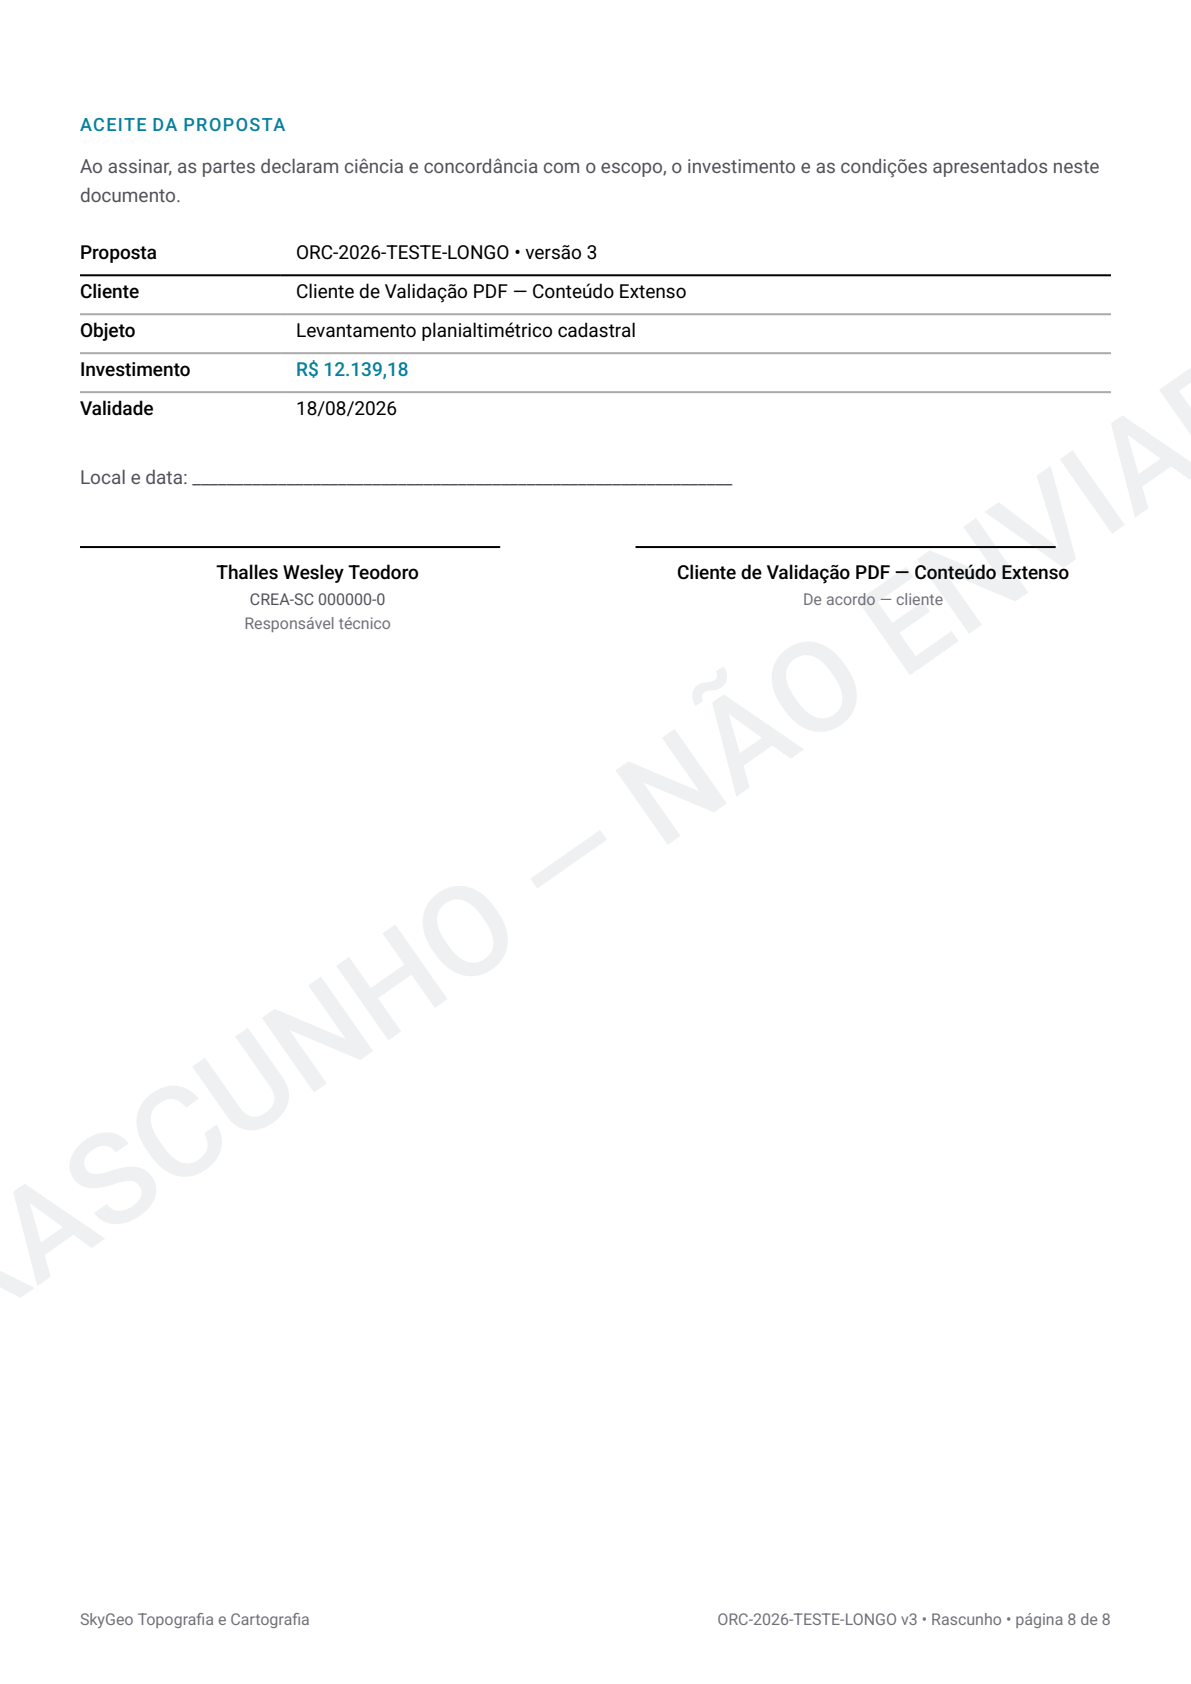 ACEITE DA PROPOSTA
Ao assinar, as partes declaram ciência e concordância com o escopo, o investimento e as condições apresentados neste
documento.
Proposta ORC-2026-TESTE-LONGO • versão 3
Cliente Cliente de Validação PDF — Conteúdo Extenso
Objeto Levantamento planialtimétrico cadastral
Investimento R$ 12.139,18
Validade 18/08/2026
Local e data: ______________________________________________________
Thalles Wesley Teodoro
CREA-SC 000000-0
Responsável técnico
Cliente de Validação PDF — Conteúdo Extenso
De acordo — cliente
RASCUNHO — NÃO ENVIAR
SkyGeo Topografia e Cartografia
ORC-2026-TESTE-LONGO v3 • Rascunho • página 8 de 8